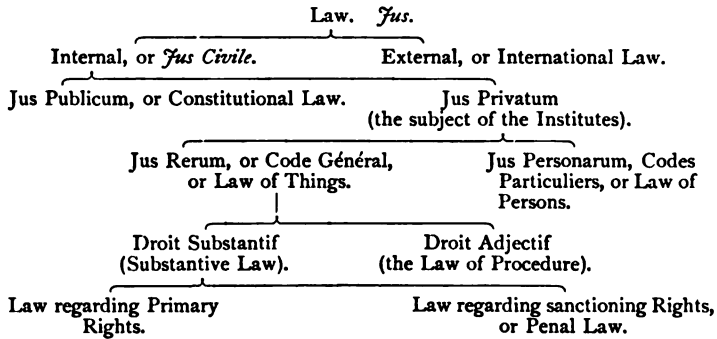 Law. Jus.
Internal, or Jus Civile. External, or International Law.
Jus Publicum, or Constitutional Law. Jus Privatum
(the subject of the Institutes).
Jus Rerum, or Code Général, Jus Personarum, Codes
or Law of Things. Particuliers, or Law of
Persons.
Droit Substantif Droit Adjectif
(Substantive Law). (the Law of Procedure).
Law regarding Primary Law regarding sanctioning Rights,
Rights. or Penal Law.